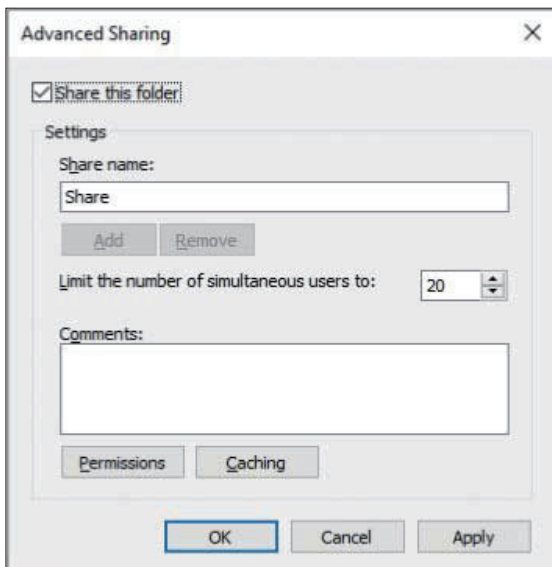 Advanced Sharing
Share this folder
Settings
Share name:
Share
Add Remove
Limit the number of simultaneous users to: 20
Comments:
Permissions Caching
OK Cancel Apply